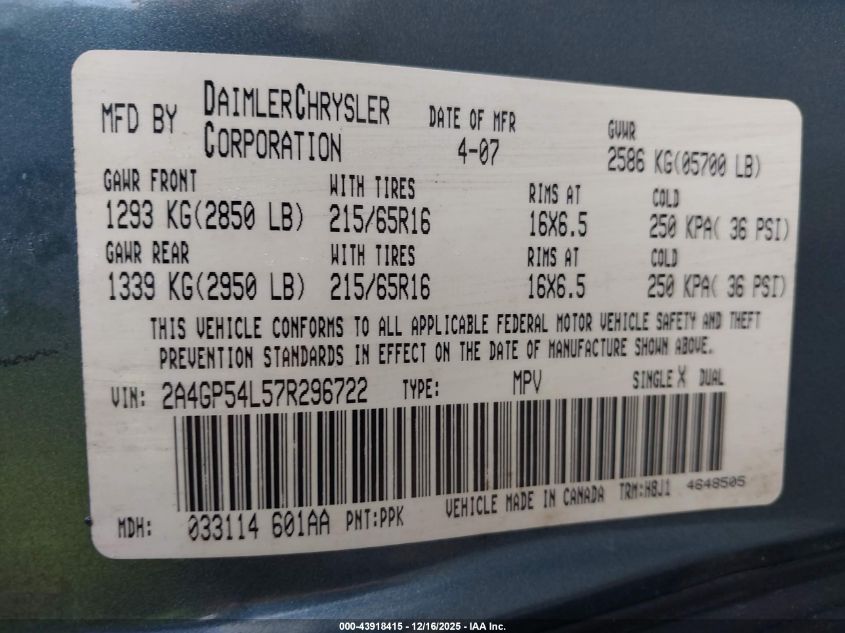 MFD BY DAIMLERCHRYSLER CORPORATION DATE OF MFR 4-07 GVWR 2586 KG(05700 LB)
GAWR FRONT WITH TIRES RIMS AT COLD
1293 KG(2850 LB) 215/65R16 16X6.5 250 KPA( 36 PSI)
GAWR REAR WITH TIRES RIMS AT COLD
1339 KG(2950 LB) 215/65R16 16X6.5 250 KPA( 36 PSI)
THIS VEHICLE CONFORMS TO ALL APPLICABLE FEDERAL MOTOR VEHICLE SAFETY AND THEFT
PREVENTION STANDARDS IN EFFECT ON THE DATE OF MANUFACTURE SHOWN ABOVE.
VIN: 2A4GP54L57R296722 TYPE: MPV SINGLE X DUAL
MDH: 033114 601AA PNT:PPK VEHICLE MADE IN CANADA TRM:H8J1 4648505
000-43918415 - 12/16/2025 - IAA Inc.